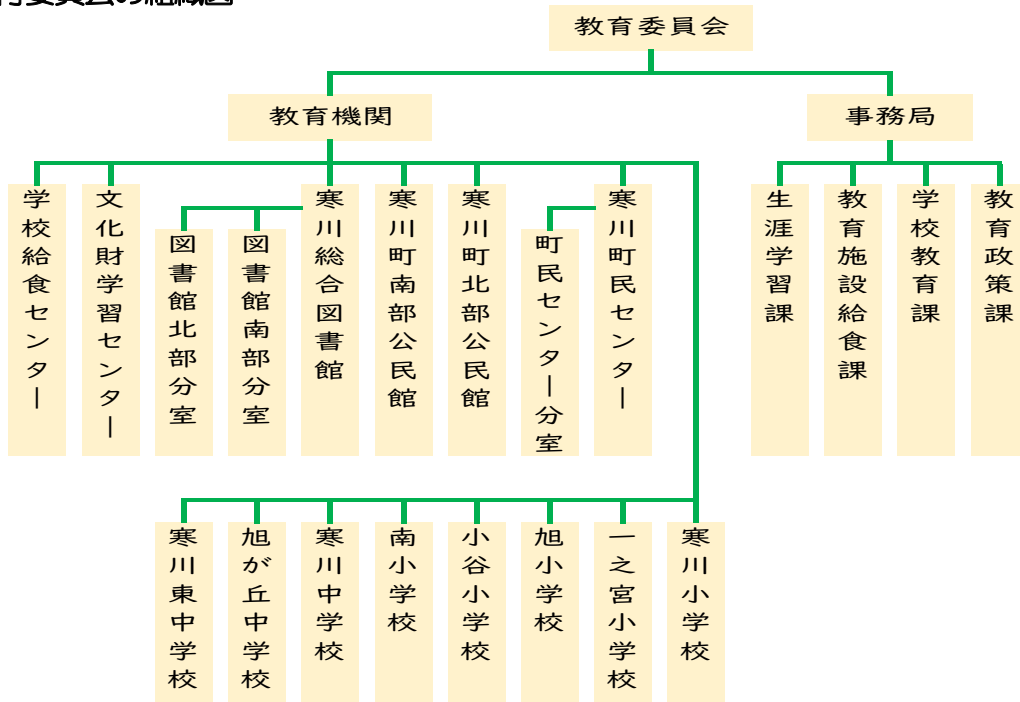 委員会の組織図
教育委員会
教育機関
事務局
教育政策課
学校教育課
教育施設給食課
生涯学習課
寒川町民センター
町民センター分室
寒川町北部公民館
寒川町南部公民館
寒川総合図書館
図書館南部分室
図書館北部分室
文化財学習センター
学校給食センター
寒川小学校
一之宮小学校
旭小学校
小谷小学校
南小学校
寒川中学校
旭が丘中学校
寒川東中学校